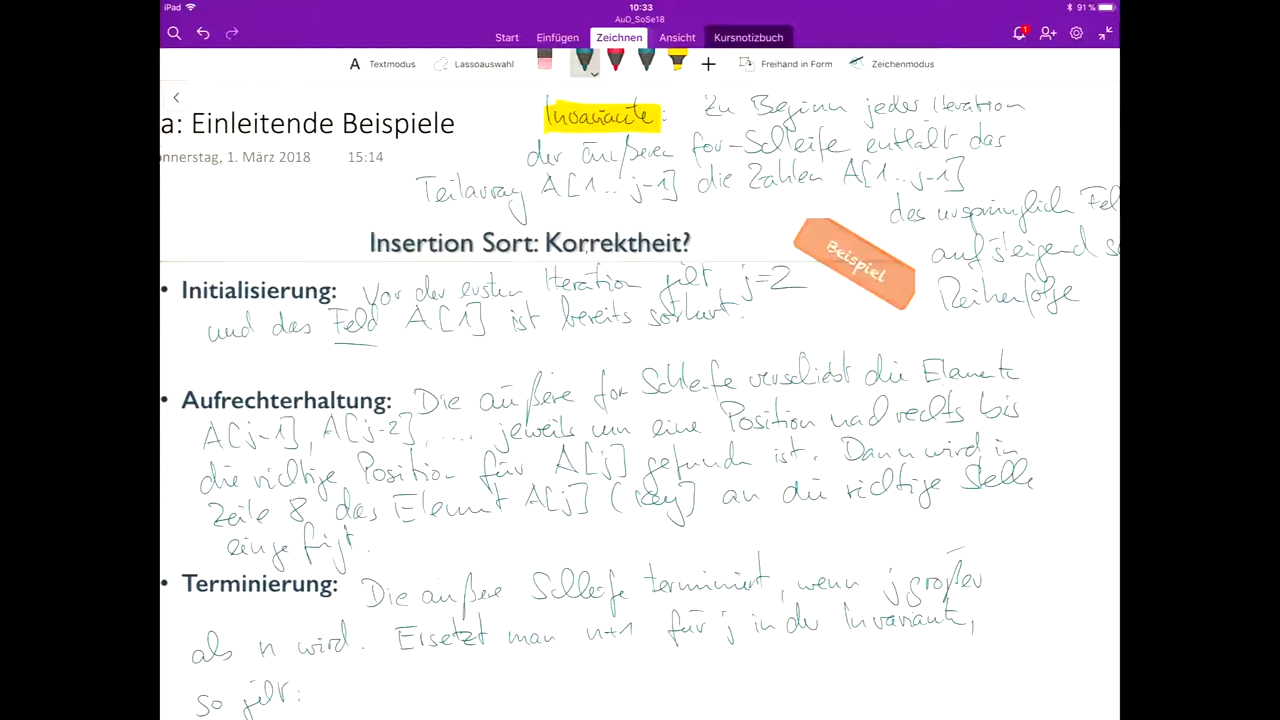 iPad
10:33
91 %
AuD_SoSe18
Start Einfügen Zeichnen Ansicht Kursnotizbuch
1
A Textmodus Lassoauswahl Freihand in Form Zeichenmodus
a: Einleitende Beispiele
onnerstag, 1. März 2018 15:14
Invariante: Zu Beginn jeder Iteration
der äußeren for-Schleife enthält das
Teilarray A[1..j-1] die Zahlen A[1..j-1]
des ursprünglich Fel
auf steigend s
Reihenfolge
Insertion Sort: Korrektheit?
Beispiel
• Initialisierung: Vor der ersten Iteration gilt j=2
und das Feld A[1] ist bereits sortiert.
• Aufrechterhaltung: Die äußere for Schleife verschiebt die Elemente
A[j-1], A[j-2], .... jeweils um eine Position nach rechts bis
die richtige Position für A[j] gefunden ist. Dann wird in
Zeile 8 das Element A[j] (key) an die richtige Stelle
eingefügt.
• Terminierung: Die äußere Schleife terminiert, wenn j größer
als n wird. Ersetzt man n+1 für j in der Invariante,
so gilt: